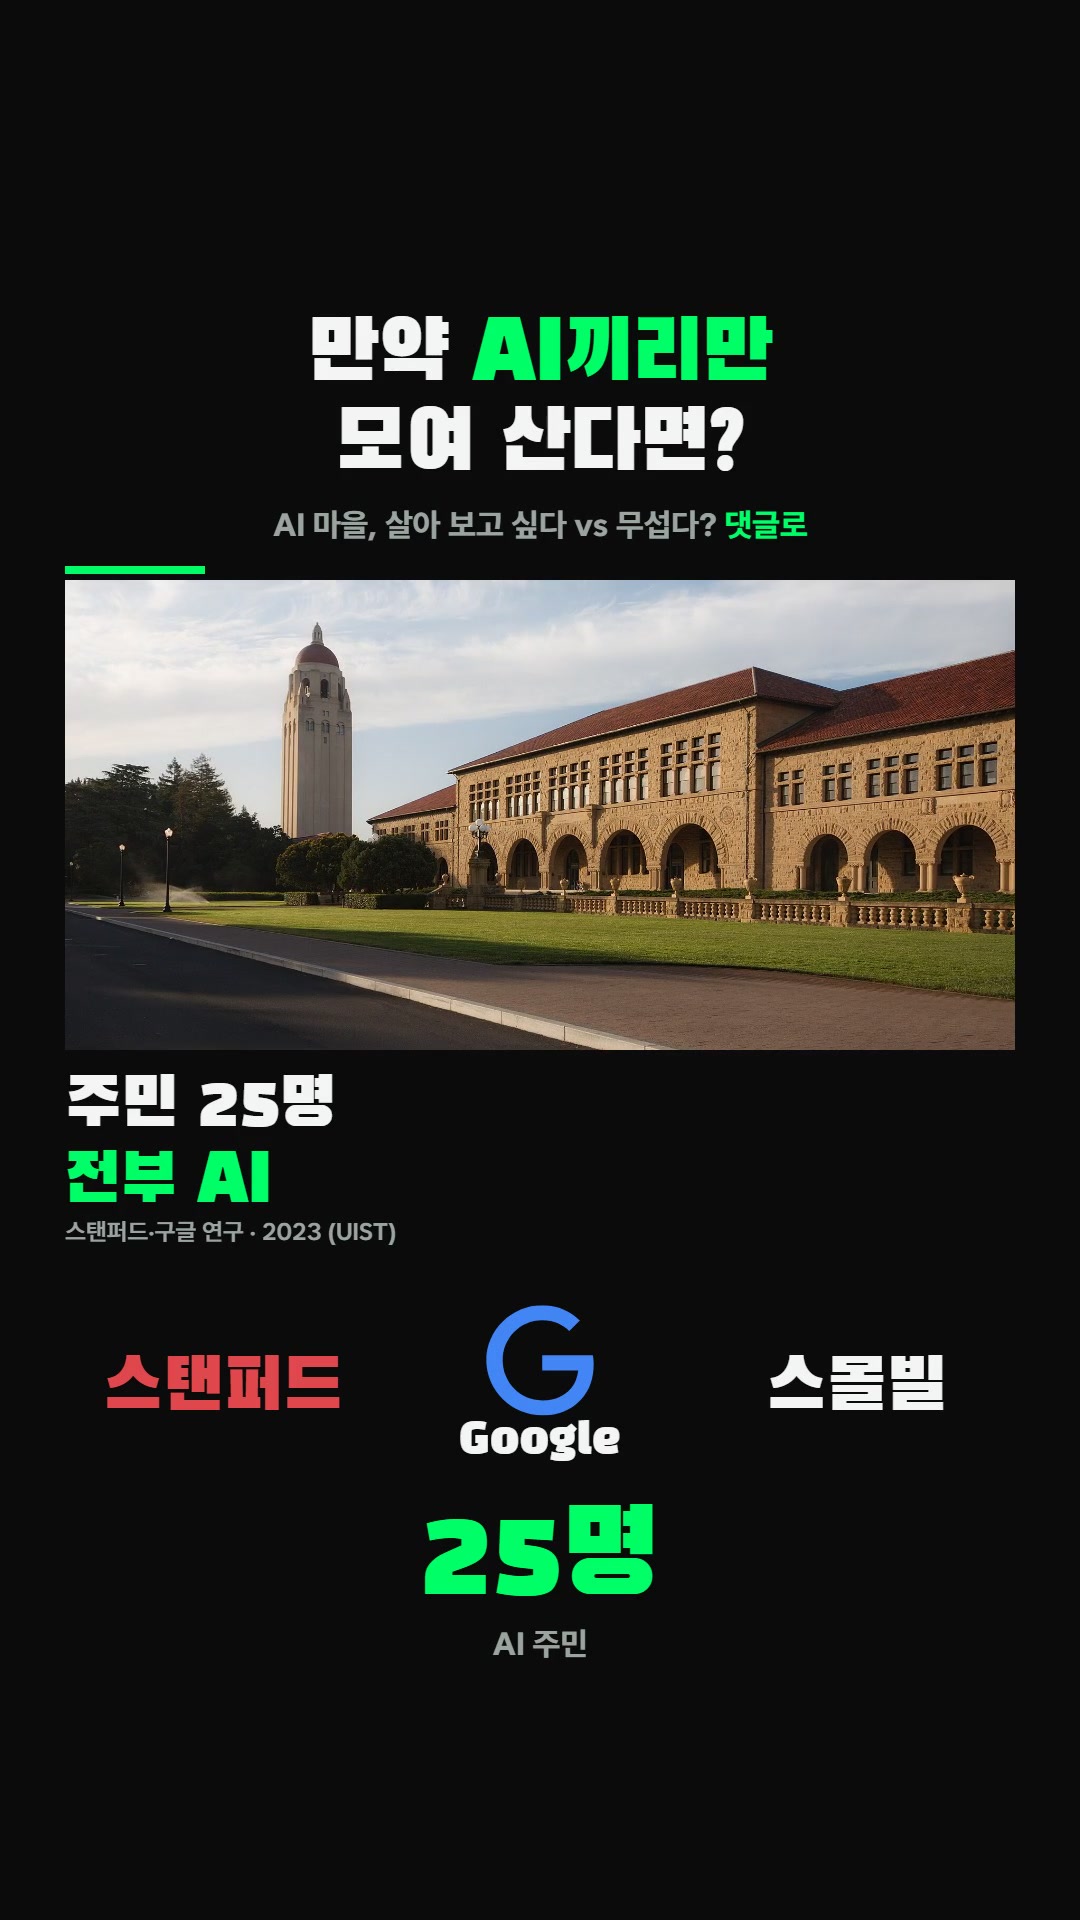 만약 AI끼리만
모여 산다면?
AI 마을, 살아 보고 싶다 vs 무섭다? 댓글로
주민 25명
전부 AI
스탠퍼드·구글 연구 · 2023 (UIST)
스탠퍼드
Google
스몰빌
25명
AI 주민